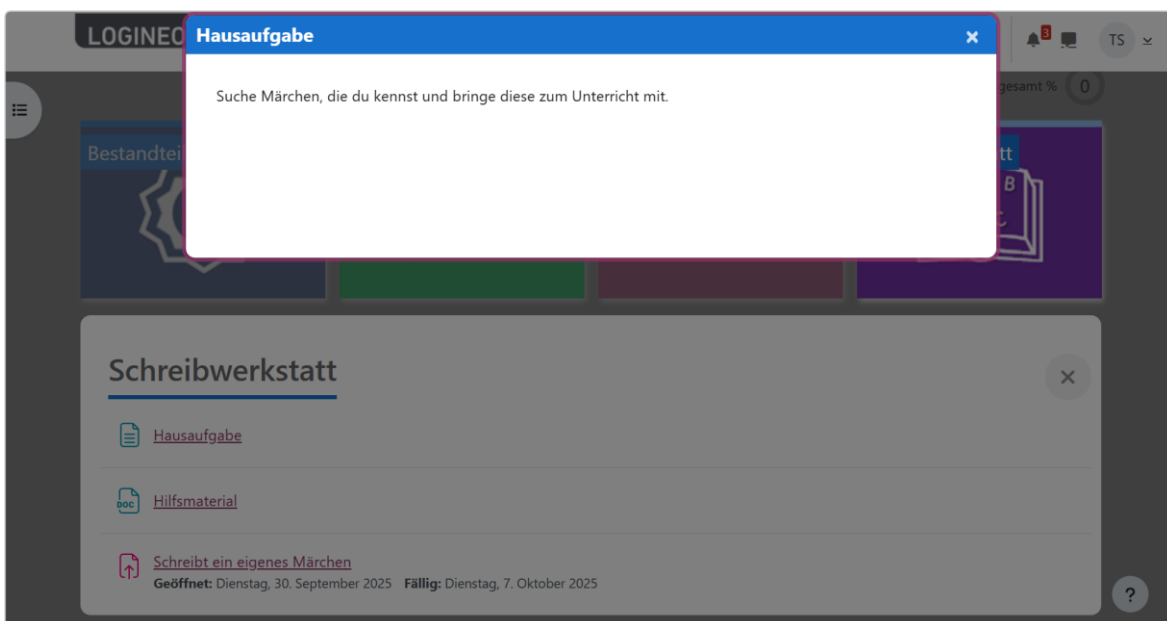 LOGINEO
Hausaufgabe
×
3
TS
Suche Märchen, die du kennst und bringe diese zum Unterricht mit.
gesamt % 0
Bestandtei
tt
B
Schreibwerkstatt
×
Hausaufgabe
DOC Hilfsmaterial
Schreibt ein eigenes Märchen
Geöffnet: Dienstag, 30. September 2025 Fällig: Dienstag, 7. Oktober 2025
?